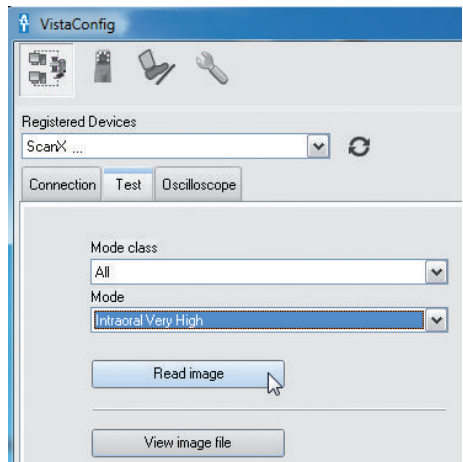 VistaConfig
Registered Devices
ScanX ...
Connection Test Oscilloscope
Mode class
All
Mode
Intraoral Very High
Read image
View image file